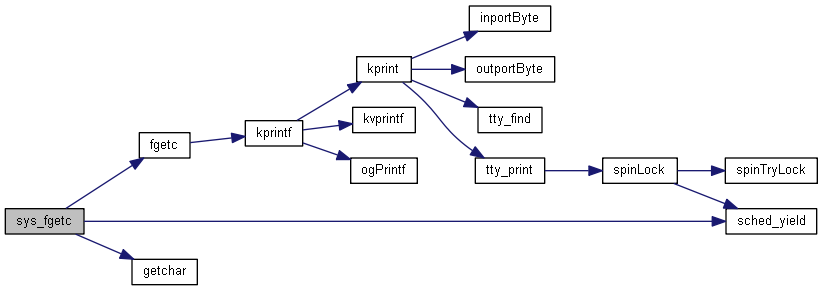 inportByte
kprint
outportByte
kvprintf
tty_find
kprintf
fgetc
ogPrintf
tty_print
spinLock
spinTryLock
sys_fgetc
sched_yield
getchar